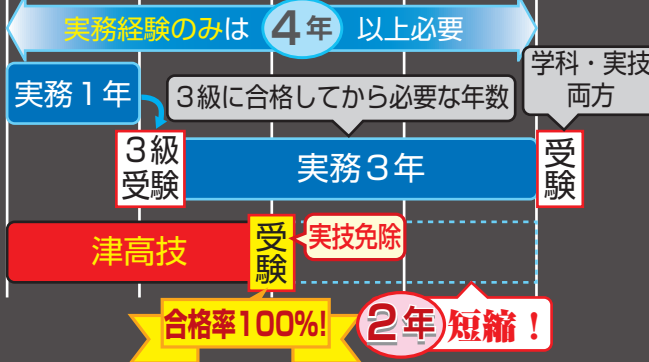 実務経験のみは 4年 以上必要
学科・実技
両方
実務1年
3級に合格してから必要な年数
3級
受験
実務3年
受験
津高技
受験
実技免除
合格率100%!
2年短縮!